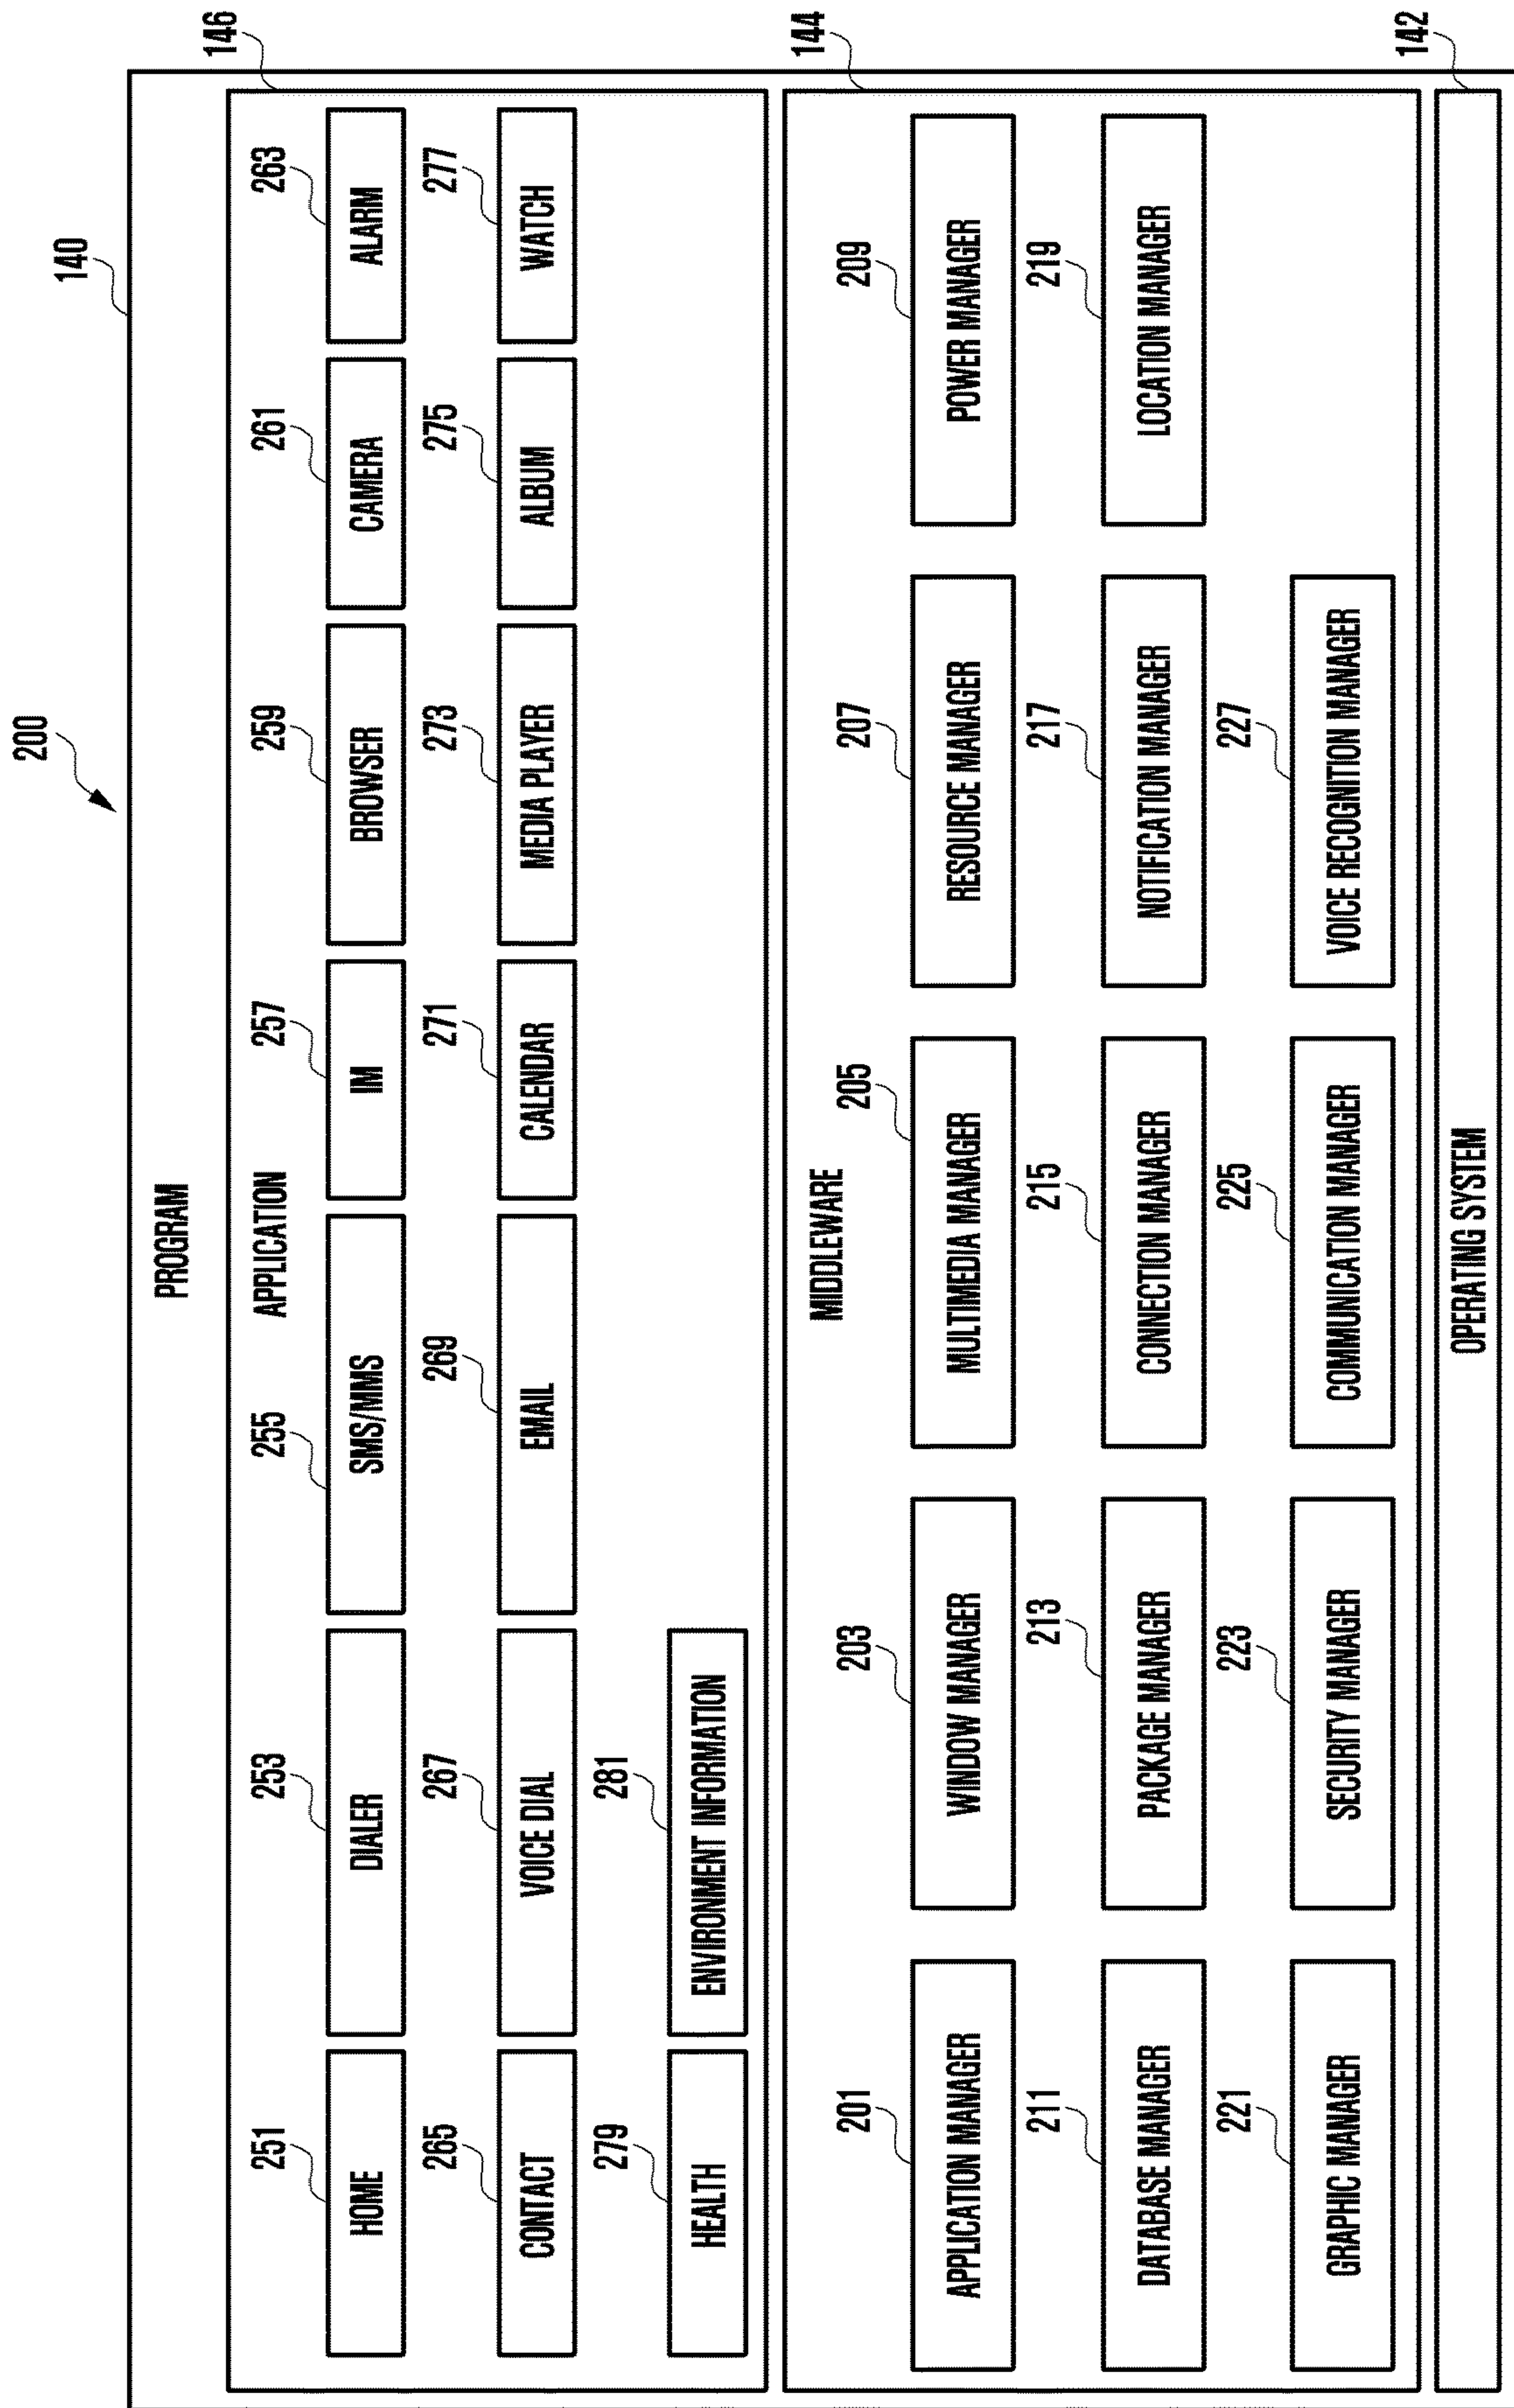 200
140
PROGRAM
146
APPLICATION
251
253
255
257
259
261
263
HOME
DIALER
SMS/MMS
IM
BROWSER
CAMERA
ALARM
265
267
269
271
273
275
277
CONTACT
VOICE DIAL
EMAIL
CALENDAR
MEDIA PLAYER
ALBUM
WATCH
279
281
HEALTH
ENVIRONMENT INFORMATION
144
MIDDLEWARE
201
203
205
207
209
APPLICATION MANAGER
WINDOW MANAGER
MULTIMEDIA MANAGER
RESOURCE MANAGER
POWER MANAGER
211
213
215
217
219
DATABASE MANAGER
PACKAGE MANAGER
CONNECTION MANAGER
NOTIFICATION MANAGER
LOCATION MANAGER
221
223
225
227
GRAPHIC MANAGER
SECURITY MANAGER
COMMUNICATION MANAGER
VOICE RECOGNITION MANAGER
142
OPERATING SYSTEM